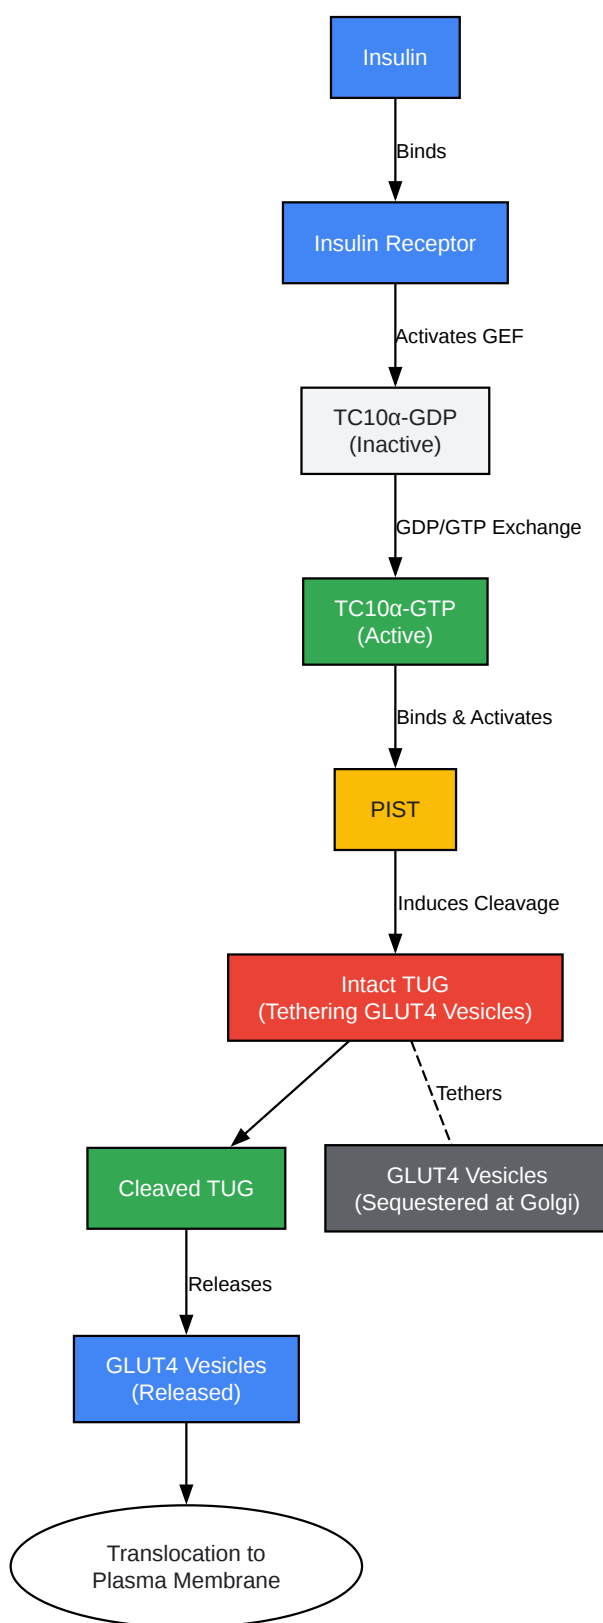 Insulin
Binds
Insulin Receptor
Activates GEF
TC10α-GDP
(Inactive)
GDP/GTP Exchange
TC10α-GTP
(Active)
Binds & Activates
PIST
Induces Cleavage
Intact TUG
(Tethering GLUT4 Vesicles)
Tethers
Cleaved TUG
GLUT4 Vesicles
(Sequestered at Golgi)
Releases
GLUT4 Vesicles
(Released)
Translocation to
Plasma Membrane